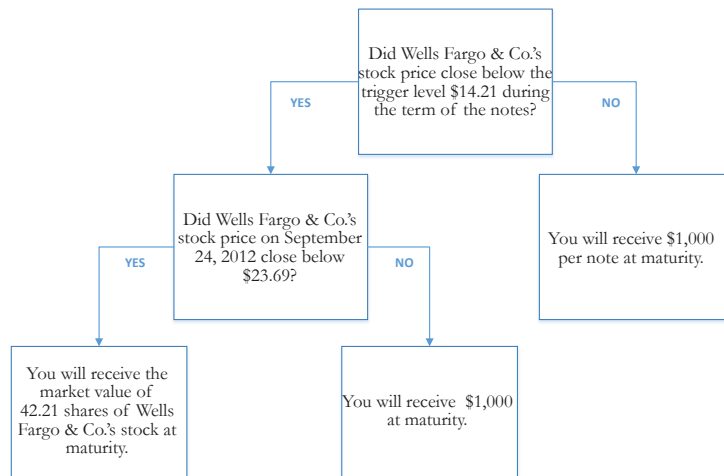 Did Wells Fargo & Co.'s
stock price close below the
trigger level $14.21 during
the term of the notes?
YES
NO
Did Wells Fargo & Co.'s
stock price on September
24, 2012 close below
$23.69?
You will receive $1,000
per note at maturity.
YES
NO
You will receive the
market value of
42.21 shares of Wells
Fargo & Co.'s stock at
maturity.
You will receive $1,000
at maturity.